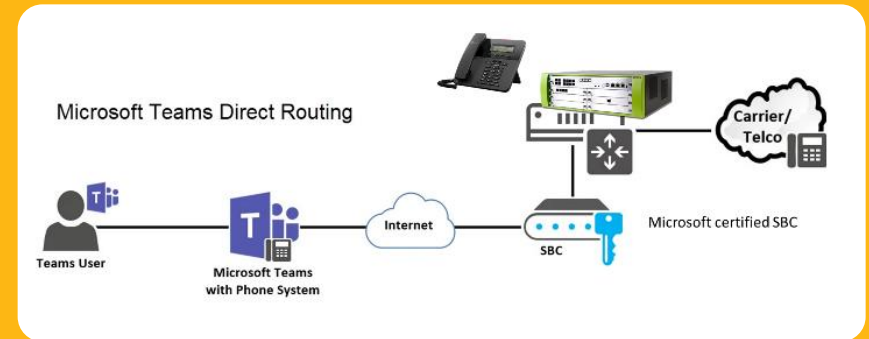 Microsoft Teams Direct Routing
Carrier/
Telco
T
T
Internet
Microsoft certified SBC
SBC
Teams User
Microsoft Teams
with Phone System